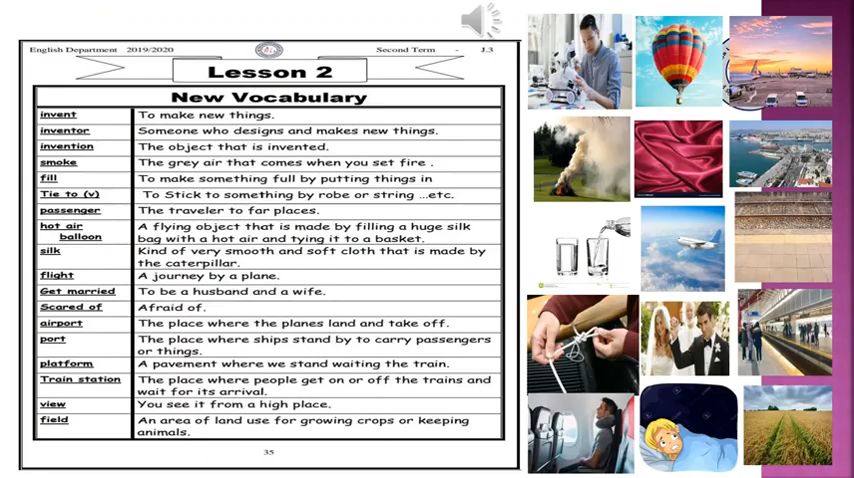 English Department 2019/2020 Second Term - J.3
Lesson 2
New Vocabulary
invent To make new things.
inventor Someone who designs and makes new things.
invention The object that is invented.
smoke The grey air that comes when you set fire .
fill To make something full by putting things in
Tie to (v) To Stick to something by robe or string ...etc.
passenger The traveler to far places.
hot air A flying object that is made by filling a huge silk
balloon bag with a hot air and tying it to a basket.
silk Kind of very smooth and soft cloth that is made by
the caterpillar.
flight A journey by a plane.
Get married To be a husband and a wife.
Scared of Afraid of.
airport The place where the planes land and take off.
port The place where ships stand by to carry passengers
or things.
platform A pavement where we stand waiting the train.
Train station The place where people get on or off the trains and
wait for its arrival.
view You see it from a high place.
field An area of land use for growing crops or keeping
animals.
35